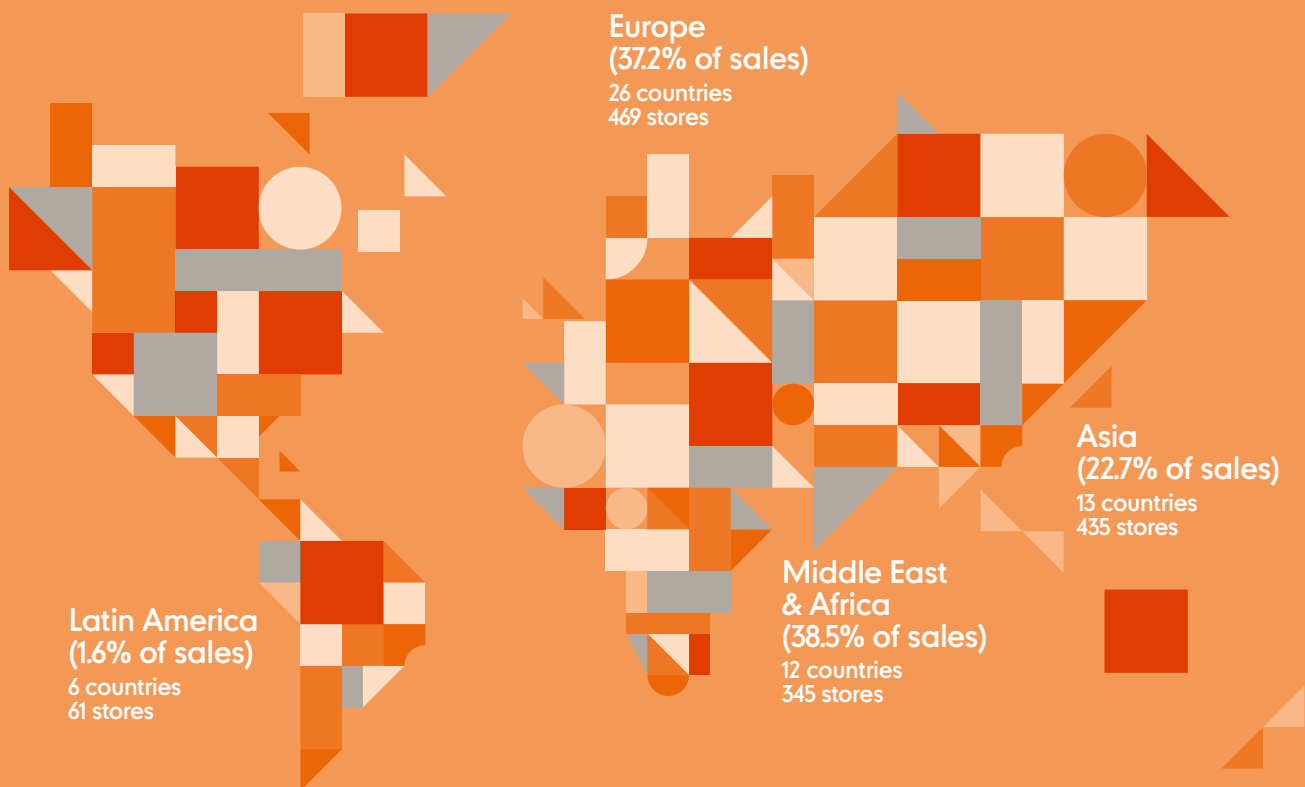 Europe
(37.2% of sales)
26 countries
469 stores
Asia
(22.7% of sales)
13 countries
435 stores
Middle East
& Africa
(38.5% of sales)
12 countries
345 stores
Latin America
(1.6% of sales)
6 countries
61 stores